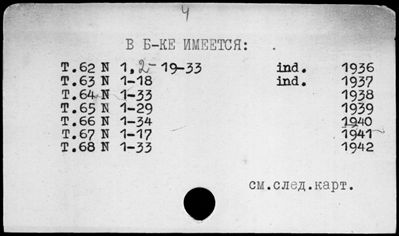 4
В Б-КЕ ИМЕЕТСЯ:
Т.62 N 1, 2- 19-33 ind. 1936
Т.63 N 1-18 ind. 1937
Т.64 N 1-33 1938
Т.65 N 1-29 1939
Т.66 N 1-34 1940
Т.67 N 1-17 1941
Т.68 N 1-33 1942
см.след.карт.